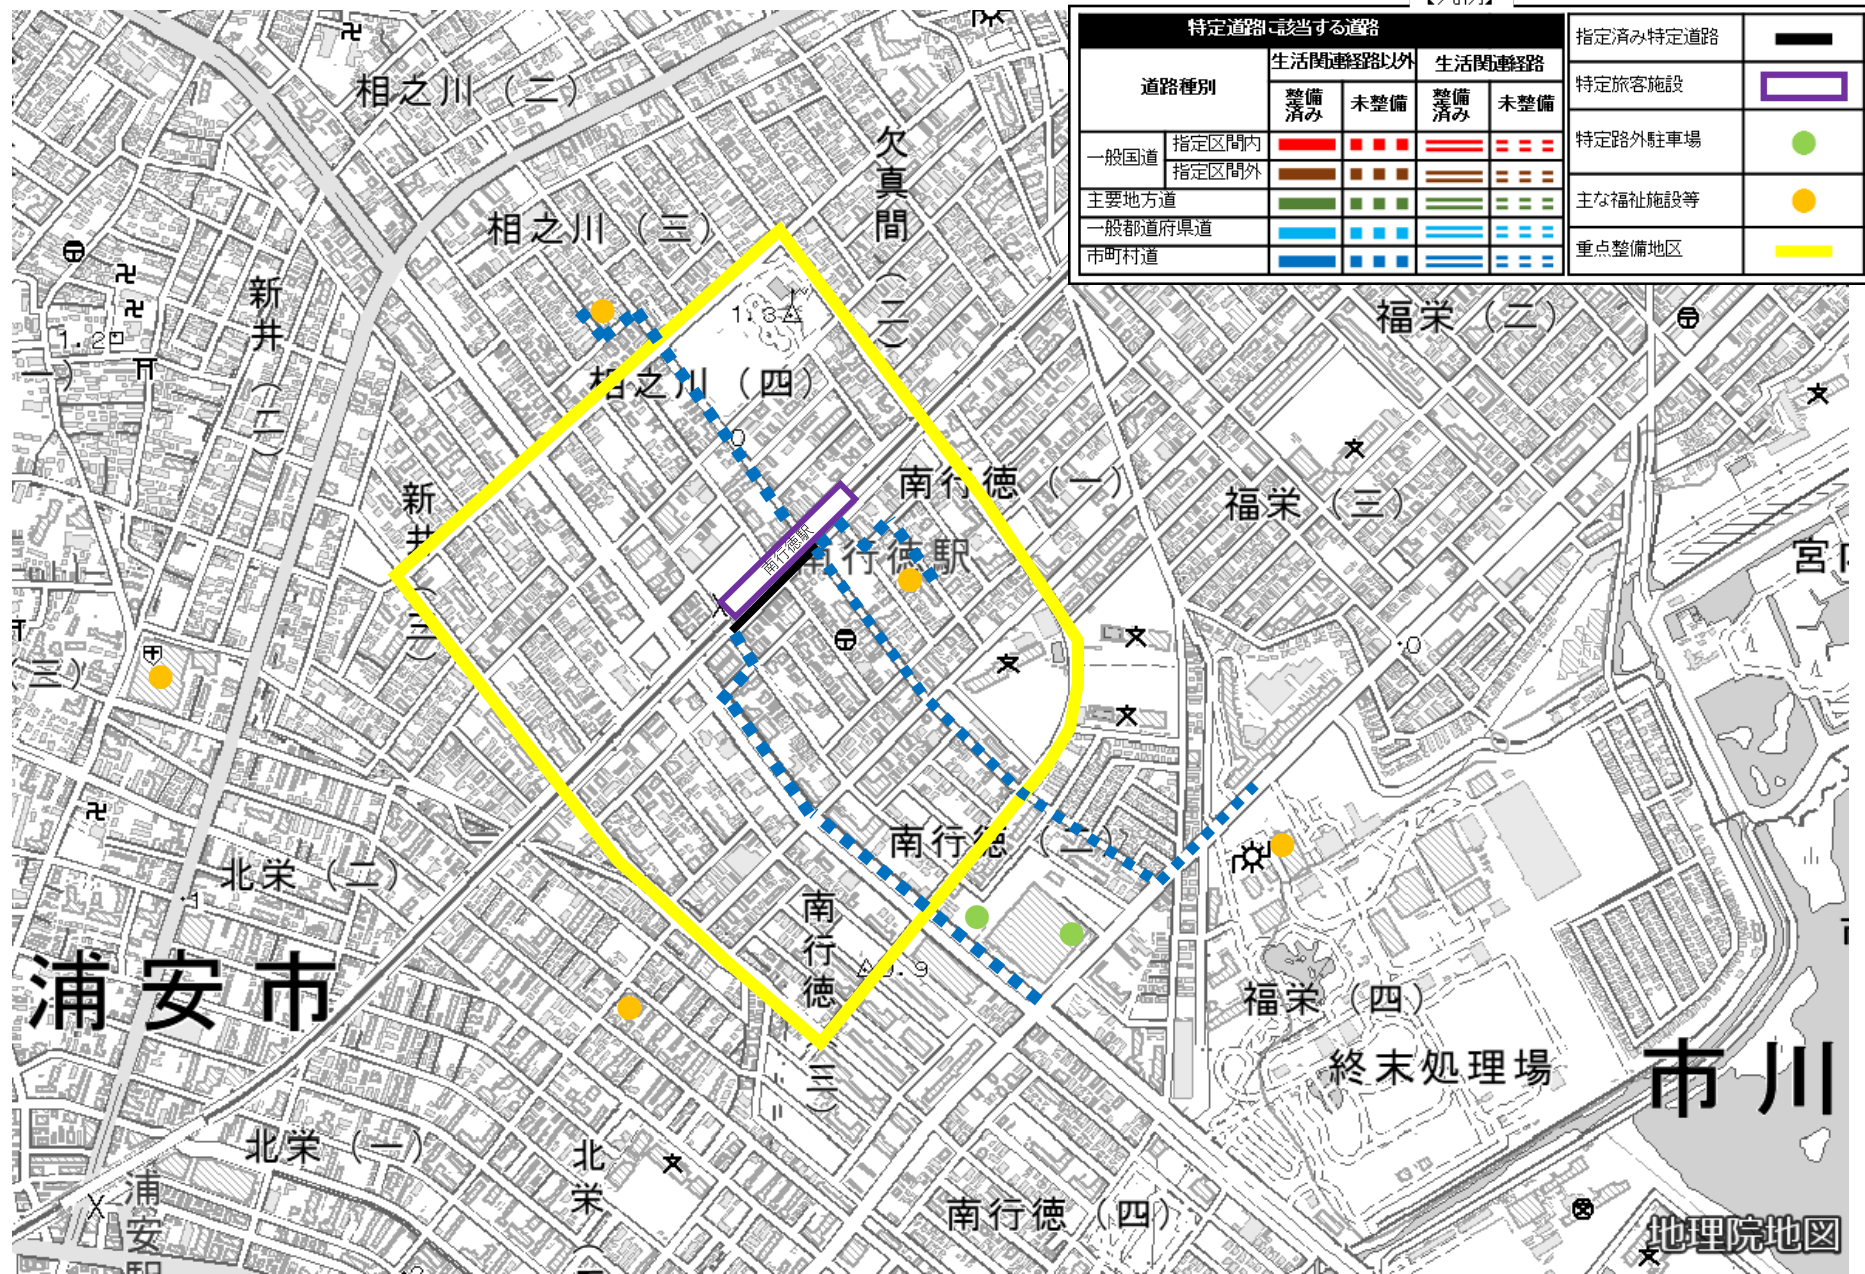 特定道路に該当する道路
道路種別
生活関連経路以外
生活関連経路
整備済み
未整備
整備済み
未整備
一般国道
指定区間内
指定区間外
主要地方道
一般都道府県道
市町村道
指定済み特定道路
特定旅客施設
特定路外駐車場
主な福祉施設等
重点整備地区
相之川（二）
欠真間（二）
相之川（三）
新井（二）
1.2
1.3
福栄（二）
相之川（四）
0
南行徳（一）
福栄（三）
新井（三）
南行徳駅
南行徳駅
（三）
0
南行徳（二）
北栄（二）
南行徳（三）
浦安市
福栄（四）
終末処理場
市川
北栄（一）
北栄
南行徳（四）
浦安駅
地理院地図